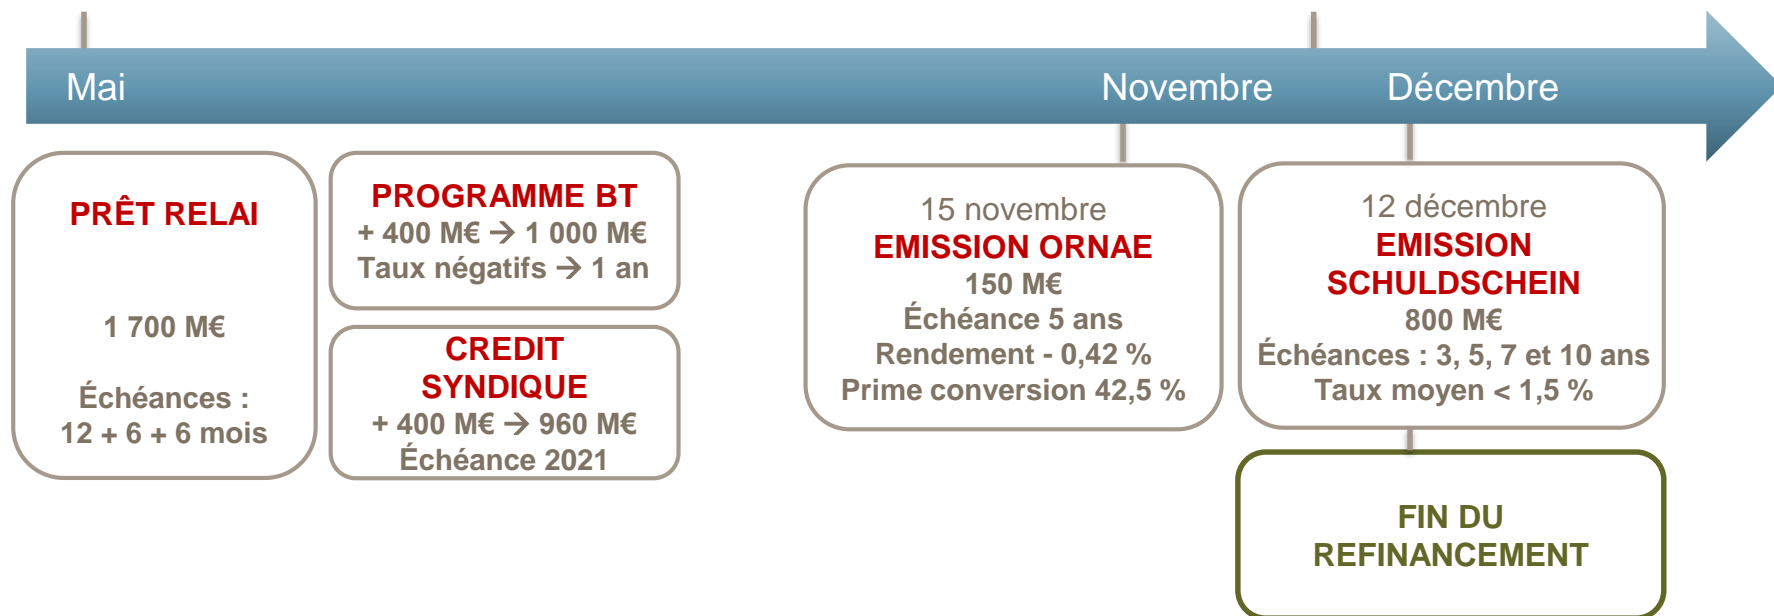 Mai
Novembre
Décembre
PRÊT RELAI
1 700 M€
Échéances :
12 + 6 + 6 mois
PROGRAMME BT
+ 400 M€ → 1 000 M€
Taux négatifs → 1 an
CREDIT
SYNDIQUE
+ 400 M€ → 960 M€
Échéance 2021
15 novembre
EMISSION ORNAE
150 M€
Échéance 5 ans
Rendement - 0,42 %
Prime conversion 42,5 %
12 décembre
EMISSION
SCHULDSCHEIN
800 M€
Échéances : 3, 5, 7 et 10 ans
Taux moyen < 1,5 %
FIN DU
REFINANCEMENT